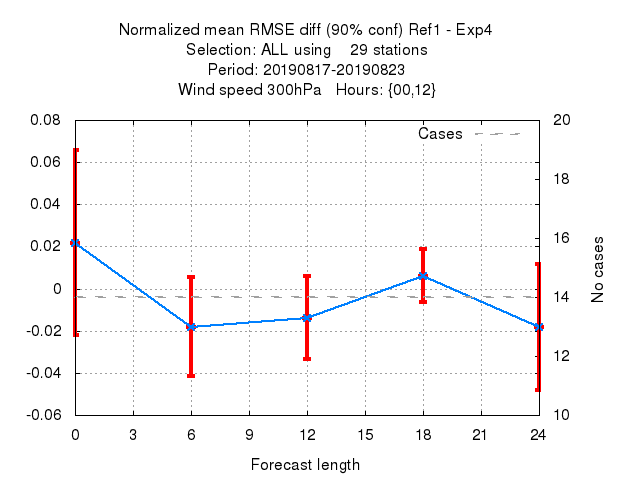 Normalized mean RMSE diff (90% conf) Ref1 - Exp4
Selection: ALL using 29 stations
Period: 20190817-20190823
Wind speed 300hPa Hours: {00,12}
Cases
0.08
0.06
0.04
0.02
0
-0.02
-0.04
-0.06
20
18
16
14
12
10
No cases
0 3 6 9 12 15 18 21 24
Forecast length